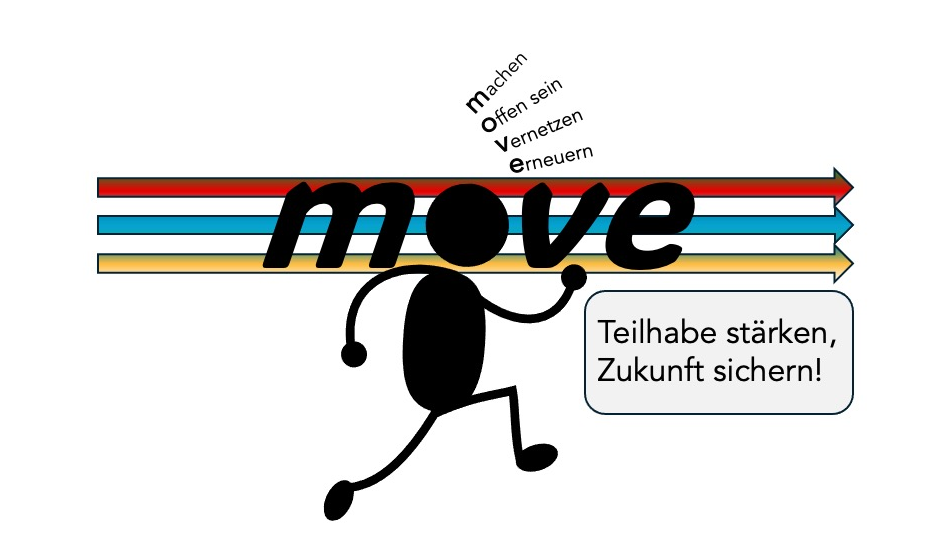 machen
offen sein
vernetzen
erneuern
move
Teilhabe stärken,
Zukunft sichern!